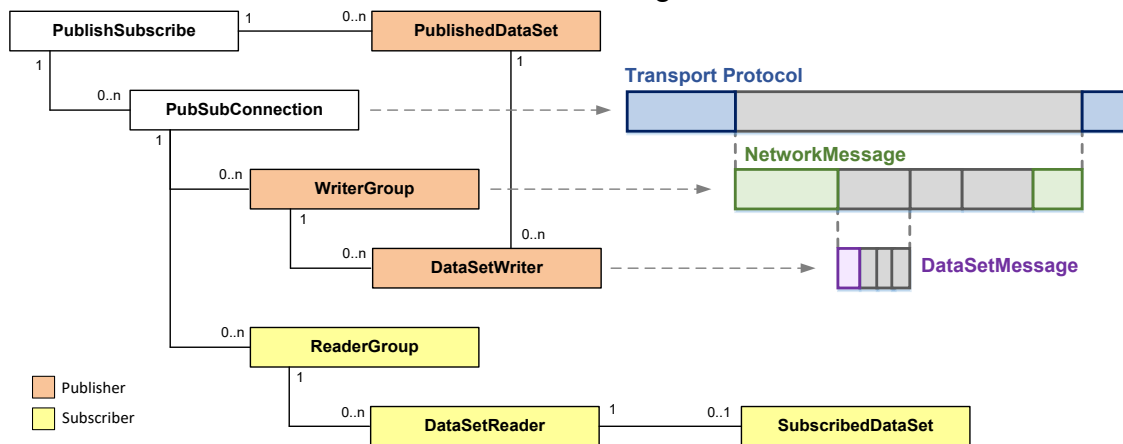 PublishSubscribe
1
0..n
PublishedDataSet
1
1
0..n
PubSubConnection
1
Transport Protocol
NetworkMessage
0..n
WriterGroup
1
0..n
0..n
DataSetWriter
DataSetMessage
0..n
ReaderGroup
1
0..n
DataSetReader
1
0..1
SubscribedDataSet
Publisher
Subscriber